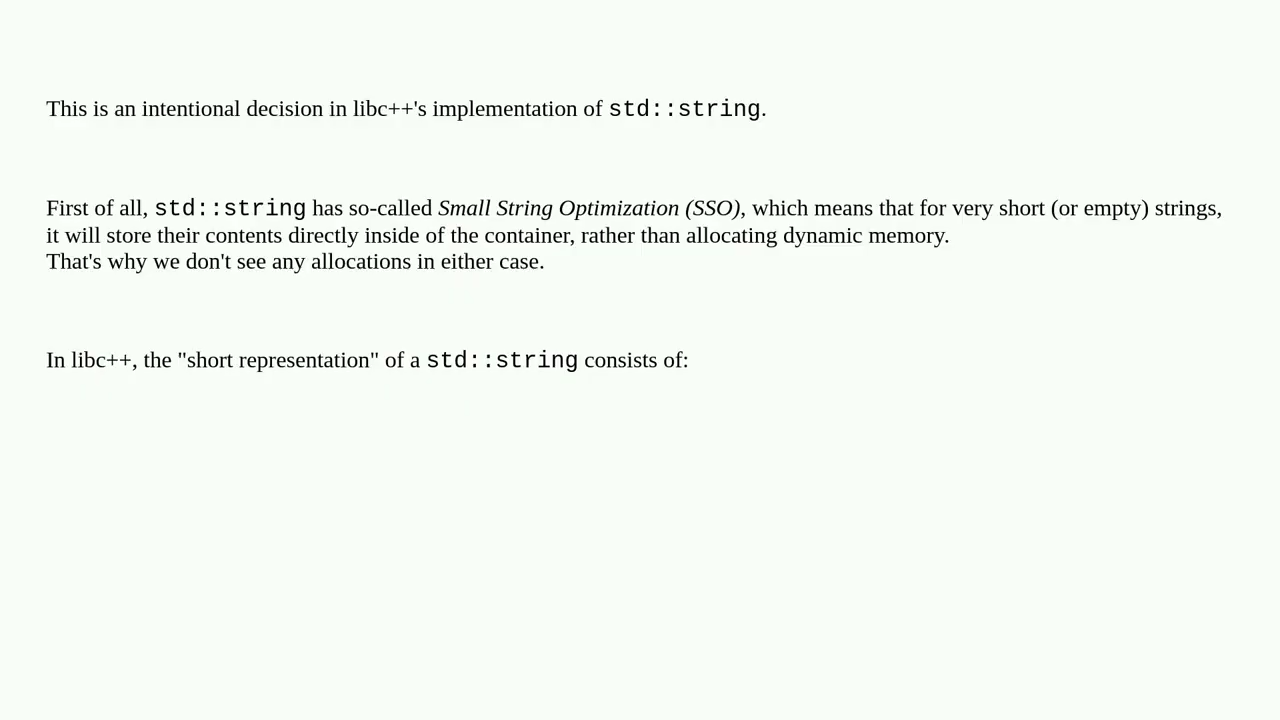 This is an intentional decision in libc++'s implementation of std::string.
First of all, std::string has so-called Small String Optimization (SSO), which means that for very short (or empty) strings,
it will store their contents directly inside of the container, rather than allocating dynamic memory.
That's why we don't see any allocations in either case.
In libc++, the "short representation" of a std::string consists of: